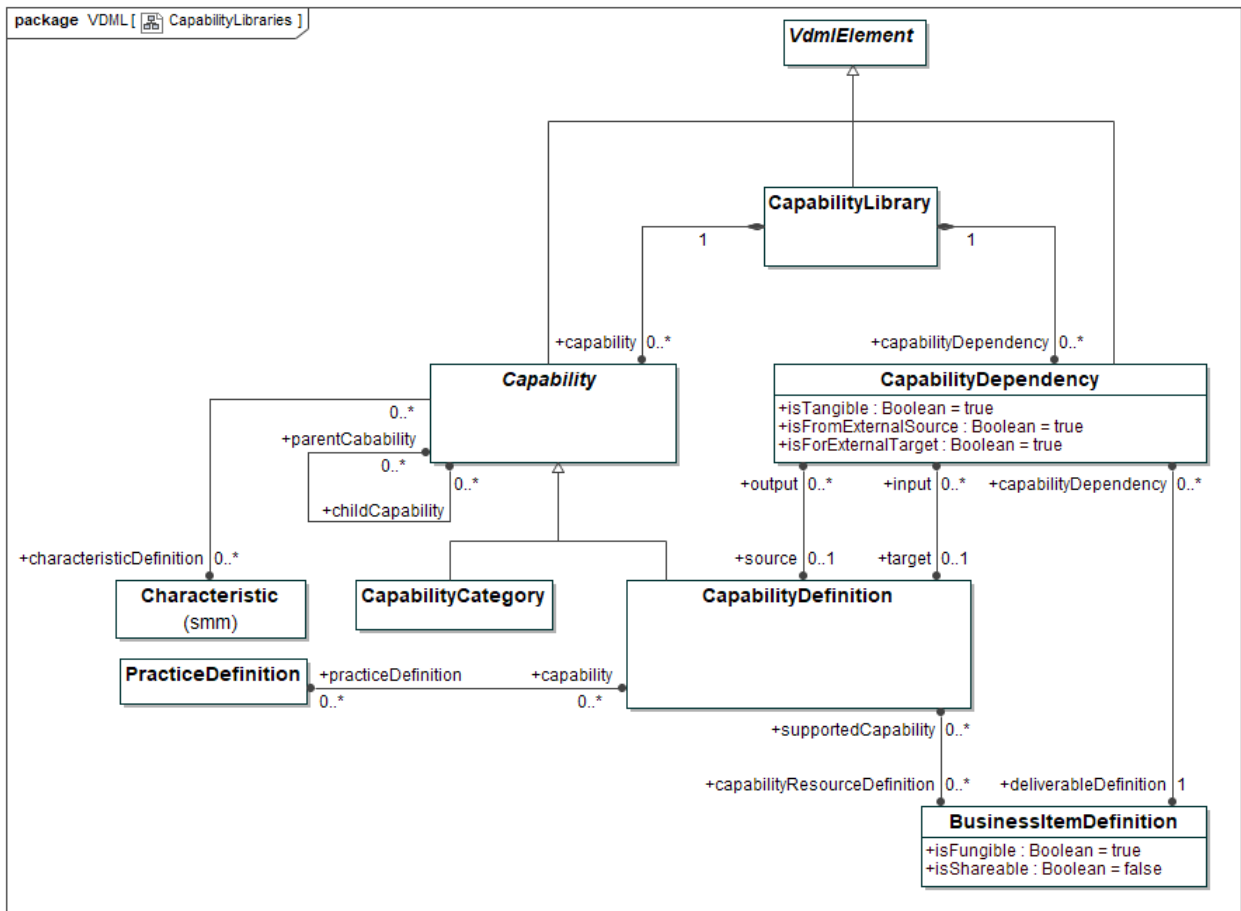 package VDML [ CapabilityLibraries ]
VdmlElement
CapabilityLibrary
1
1
+capability 0..*
+capabilityDependency 0..*
Capability
CapabilityDependency
+isTangible : Boolean = true
+isFromExternalSource : Boolean = true
+isForExternalTarget : Boolean = true
0..*
+parentCabability
0..*
0..*
+childCapability
+output 0..*
+input 0..*
+capabilityDependency 0..*
+characteristicDefinition 0..*
+source 0..1
+target 0..1
Characteristic
(smm)
CapabilityCategory
CapabilityDefinition
PracticeDefinition
+practiceDefinition
0..*
+capability
0..*
+supportedCapability 0..*
+capabilityResourceDefinition 0..*
+deliverableDefinition 1
BusinessItemDefinition
+isFungible : Boolean = true
+isShareable : Boolean = false